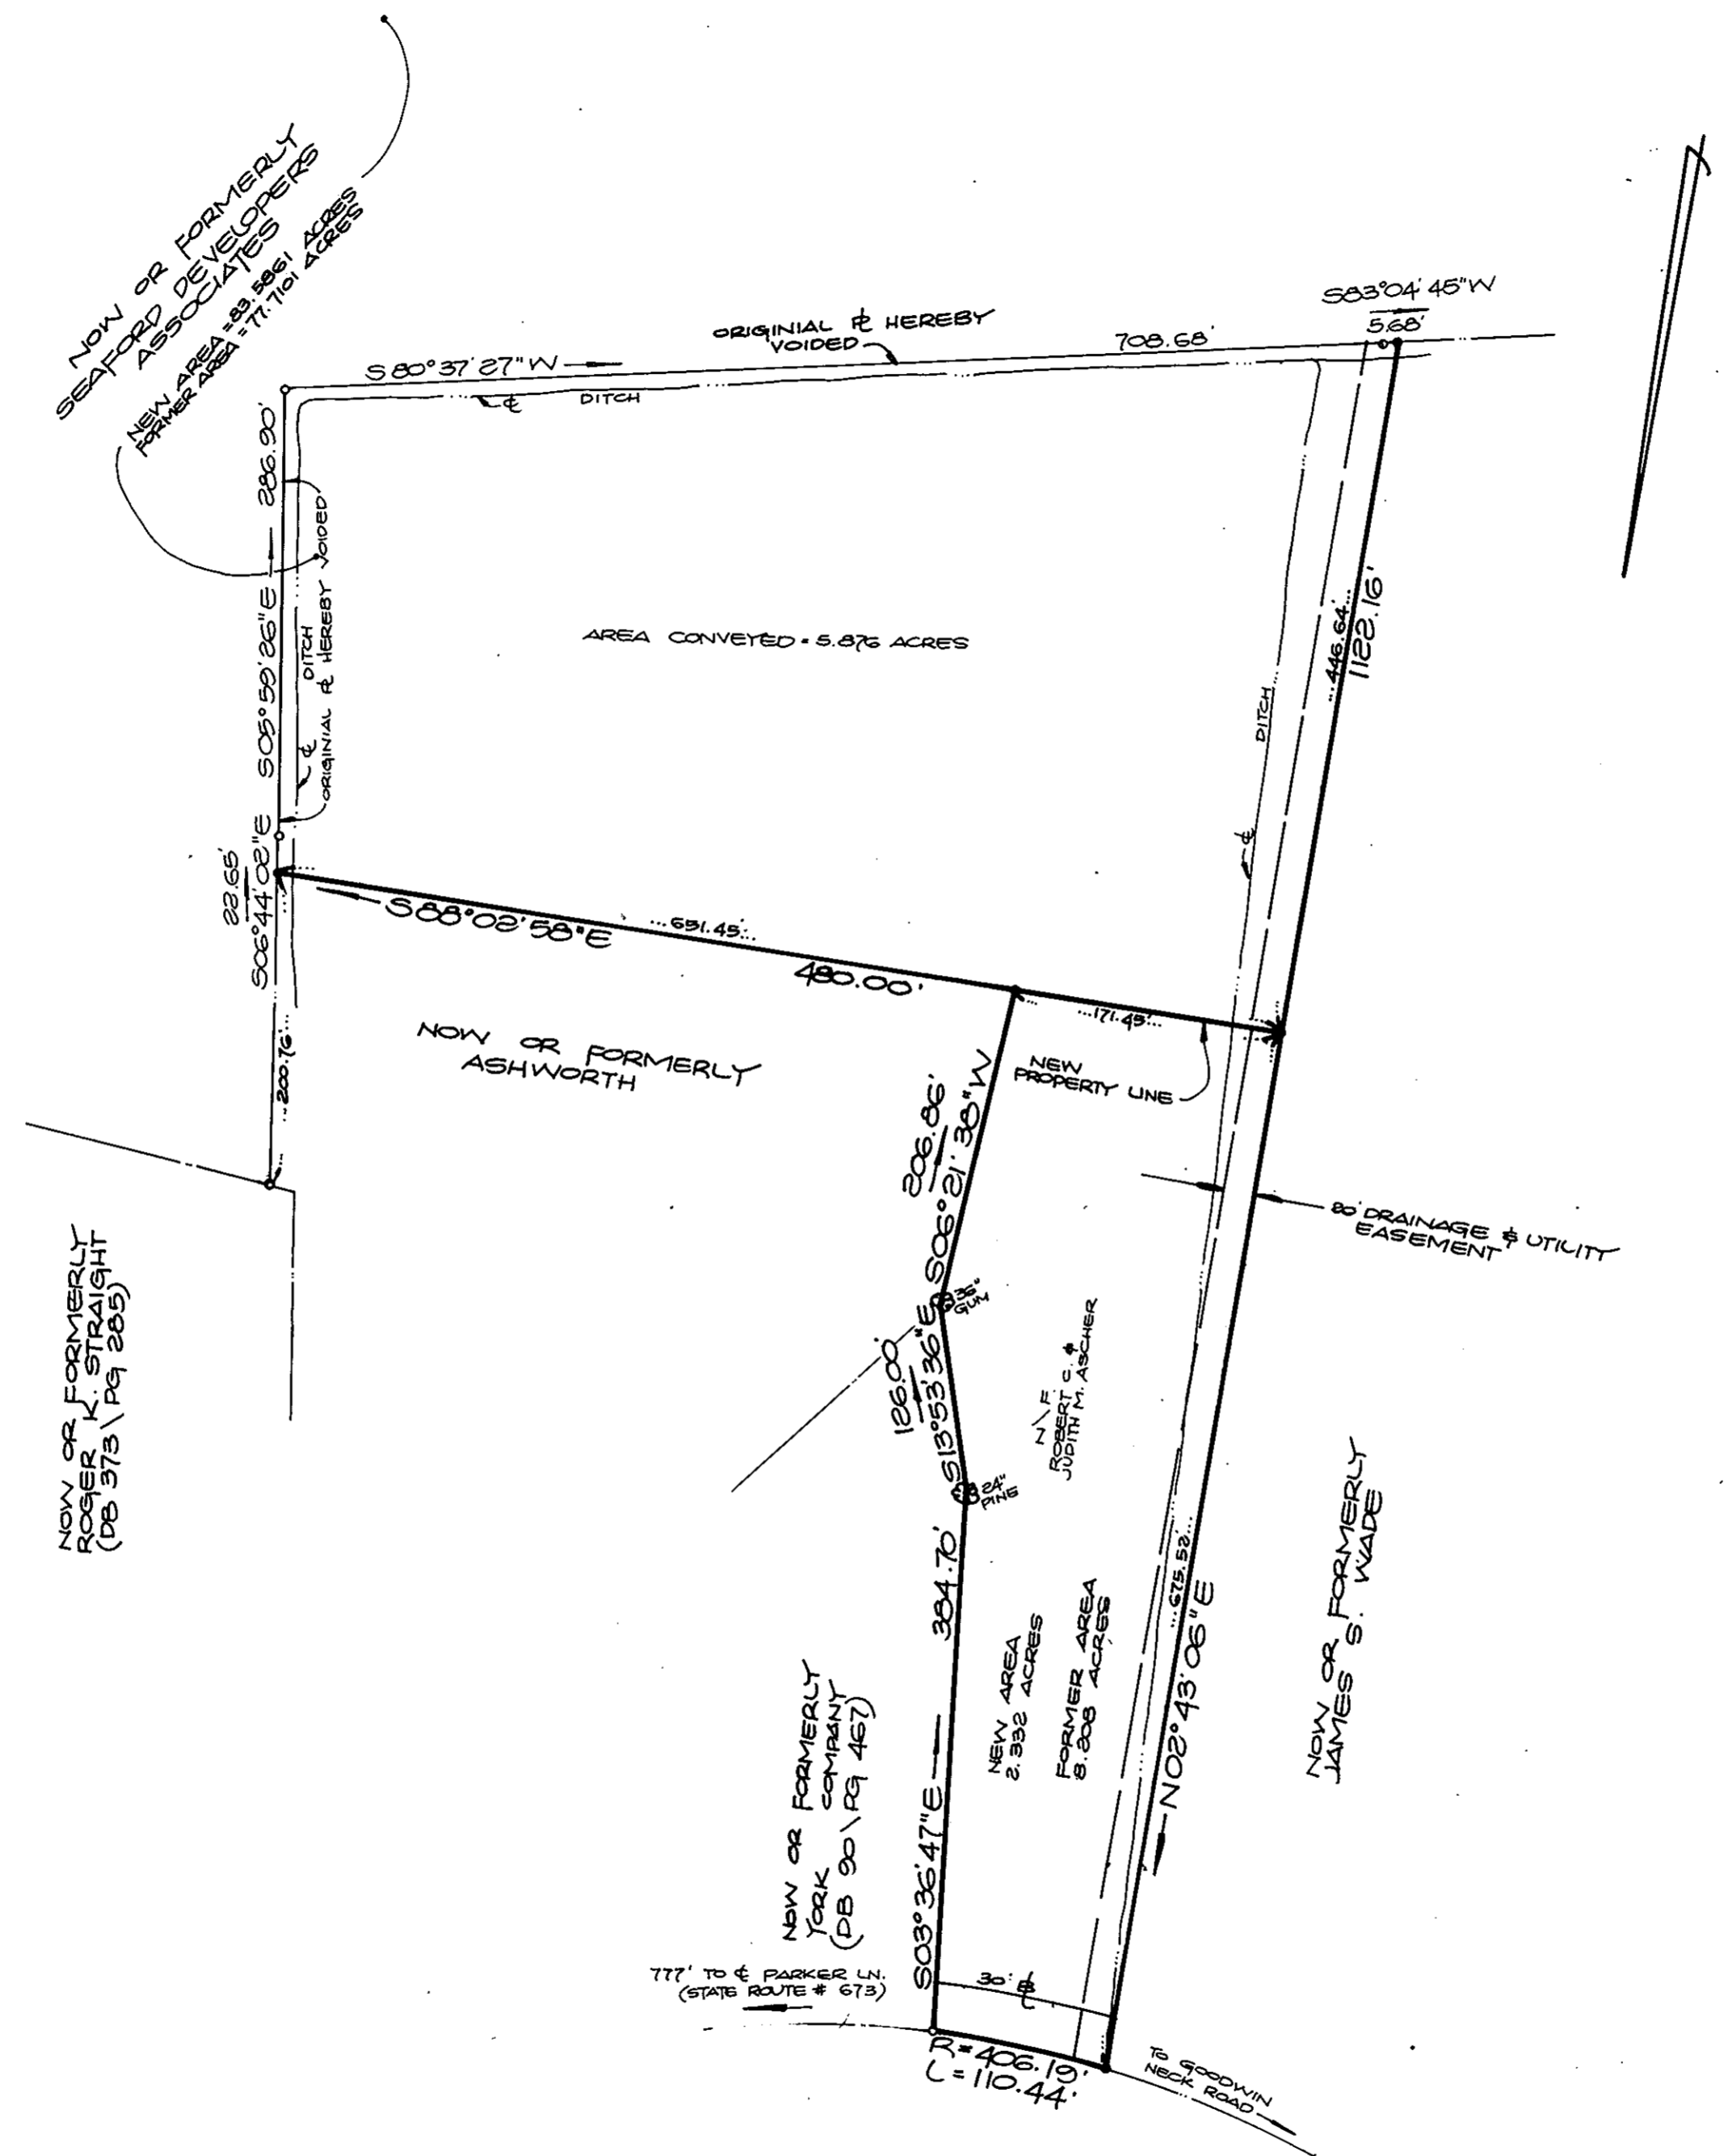 NOW OR FORMERLY
SEAFORD DEVELOPERS
ASSOCIATES
NEW AREA = 83.5861 ACRES
FORMER AREA = 77.7101 ACRES
S83°04'45"W
5.68'
ORIGINIAL ⅊ HEREBY
VOIDED
708.68'
S80°37'27"W
℄ DITCH
286.90'
S05°59'26"E
℄ DITCH
ORIGINIAL ⅊ HEREBY VOIDED
AREA CONVEYED = 5.876 ACRES
...446.64...
1122.16'
DITCH
℄
22.65'
S06°44'02"E
S88°02'58"E
...651.45'...
480.00'
...171.45'...
...200.76'...
NOW OR FORMERLY
ASHWORTH
NEW
PROPERTY LINE
206.86'
S06°21'38"W
20' DRAINAGE & UTILITY
EASEMENT
NOW OR FORMERLY
ROGER K. STRAIGHT
(DB 373\PG 285)
36"
GUM
126.00'
S13°53'36"E
N/F
ROBERT C. &
JUDITH M. ASCHER
24"
PINE
384.70'
S03°36'47"E
...675.52'...
N02°43'06"E
NOW OR FORMERLY
JAMES S. WADE
NEW AREA
2.332 ACRES
FORMER AREA
8.208 ACRES
NOW OR FORMERLY
YORK COMPANY
(DB 90\PG 467)
777' TO ℄ PARKER LN.
(STATE ROUTE # 673)
30' BL
R=406.19'
L=110.44'
TO GOODWIN
NECK ROAD